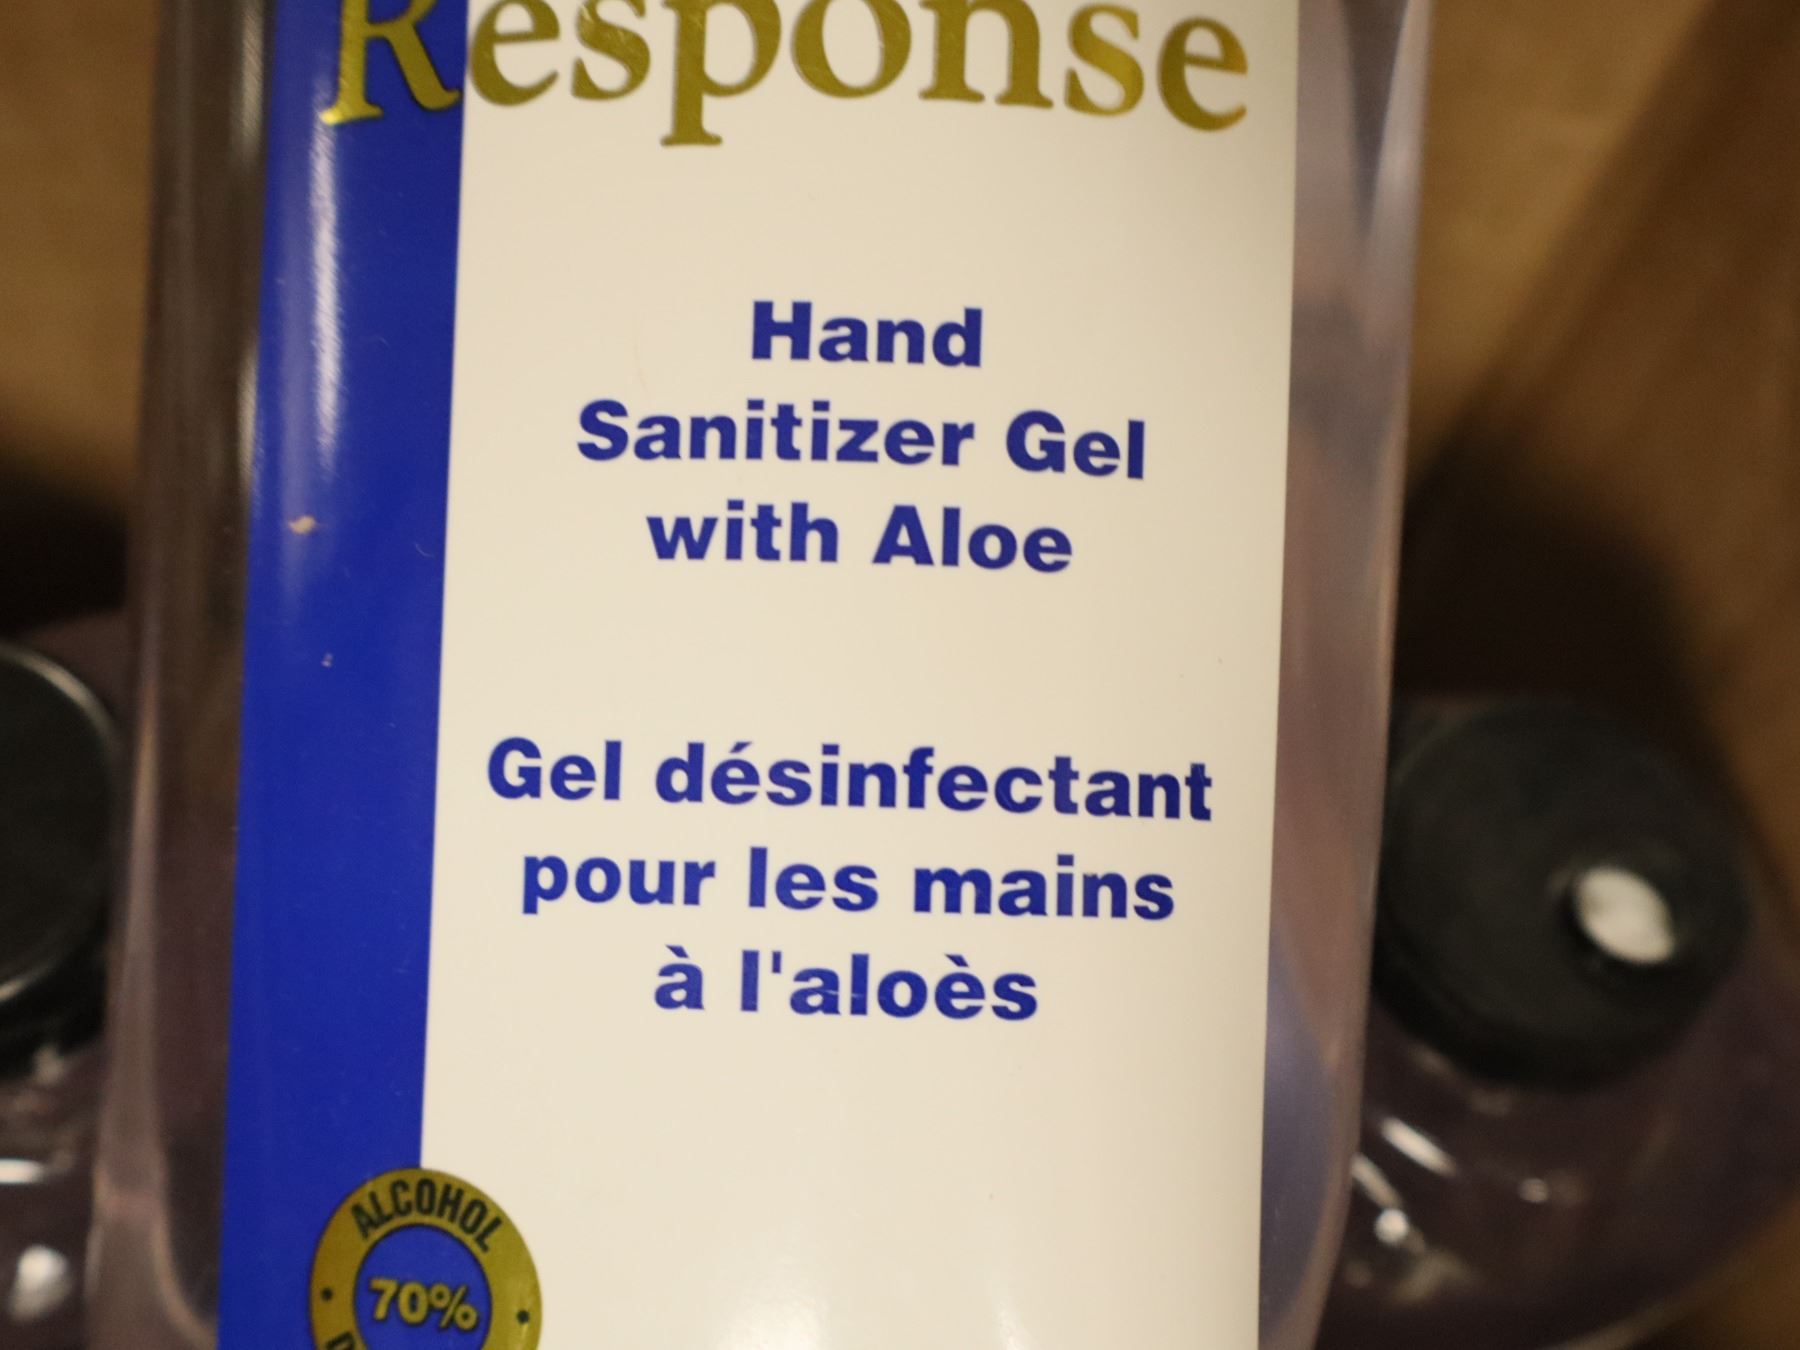 Response
Hand
Sanitizer Gel
with Aloe
Gel désinfectant
pour les mains
à l'aloès
ALCOHOL
70%